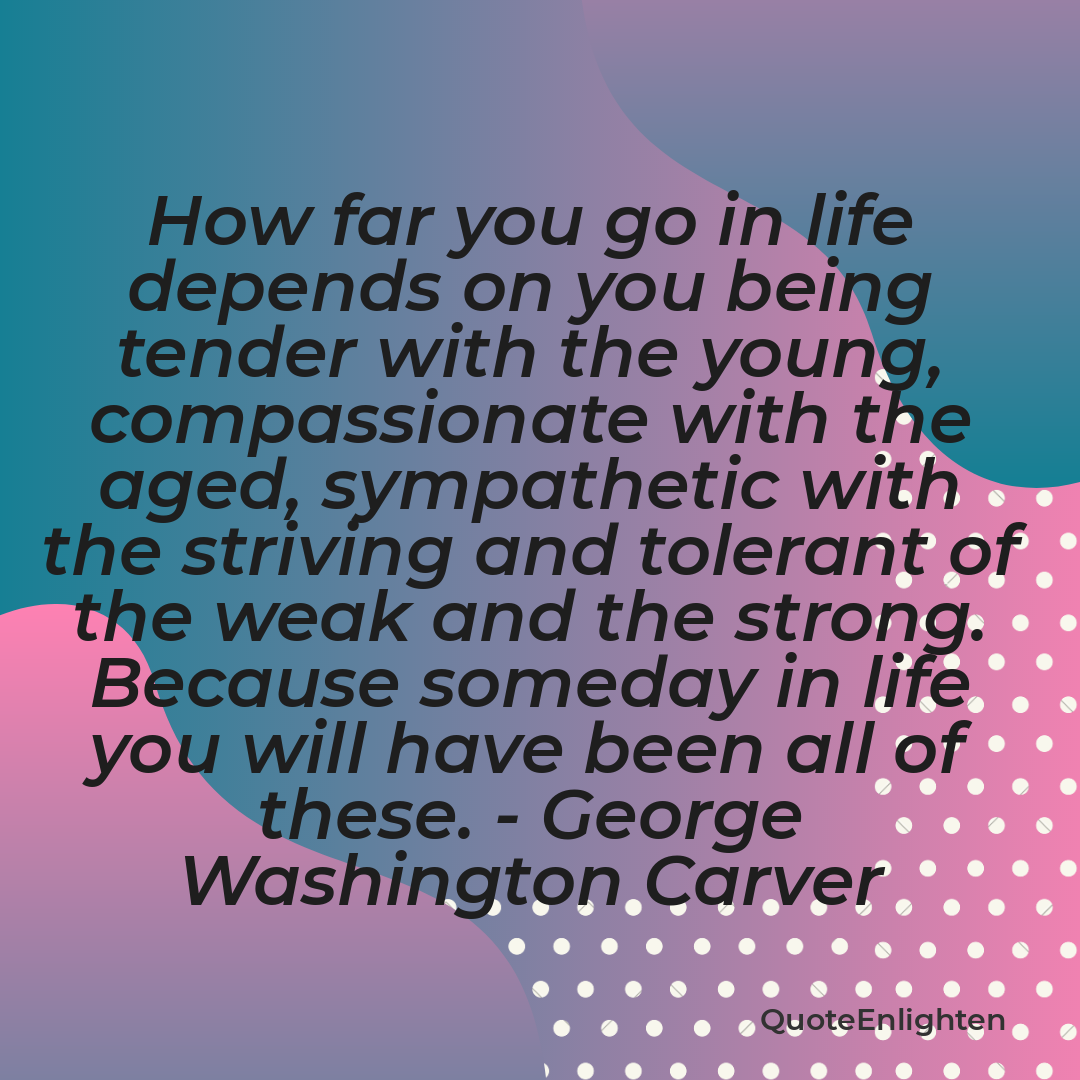 How far you go in life
depends on you being
tender with the young,
compassionate with the
aged, sympathetic with
the striving and tolerant of
the weak and the strong.
Because someday in life
you will have been all of
these. - George
Washington Carver
QuoteEnlighten